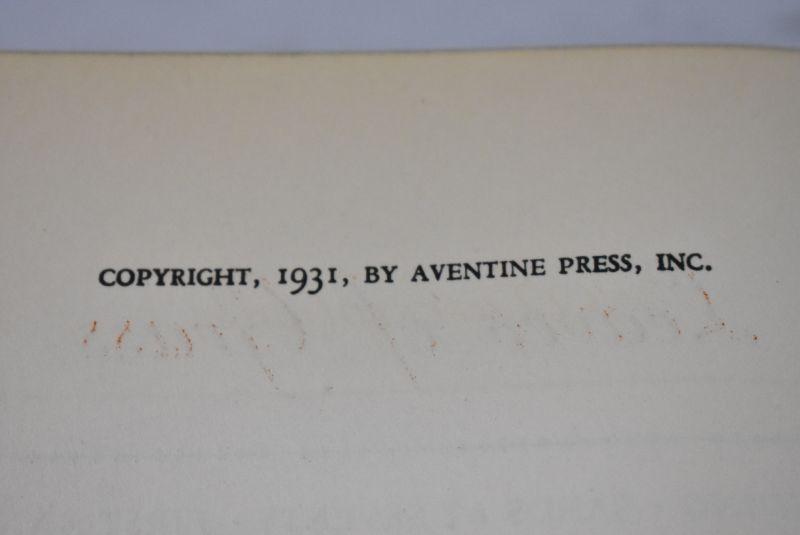 COPYRIGHT, 1931, BY AVENTINE PRESS, INC.